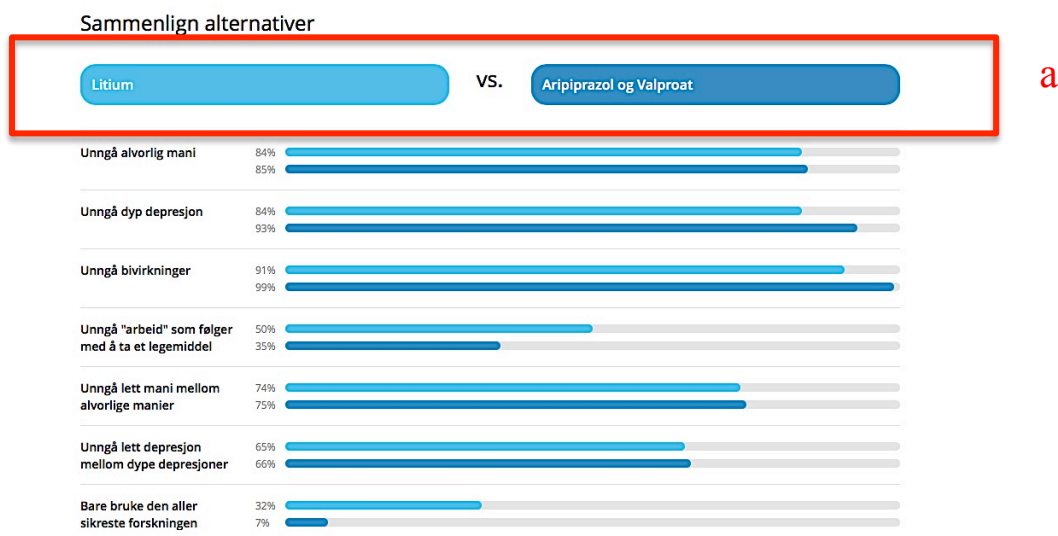 Sammenlign alternativer
Litium
vs.
Aripiprazol og Valproat
a
Unngå alvorlig mani
84%
85%
Unngå dyp depresjon
84%
93%
Unngå bivirkninger
91%
99%
Unngå "arbeid" som følger
med å ta et legemiddel
50%
35%
Unngå lett mani mellom
alvorlige manier
74%
75%
Unngå lett depresjon
mellom dype depresjoner
65%
66%
Bare bruke den aller
sikreste forskningen
32%
7%